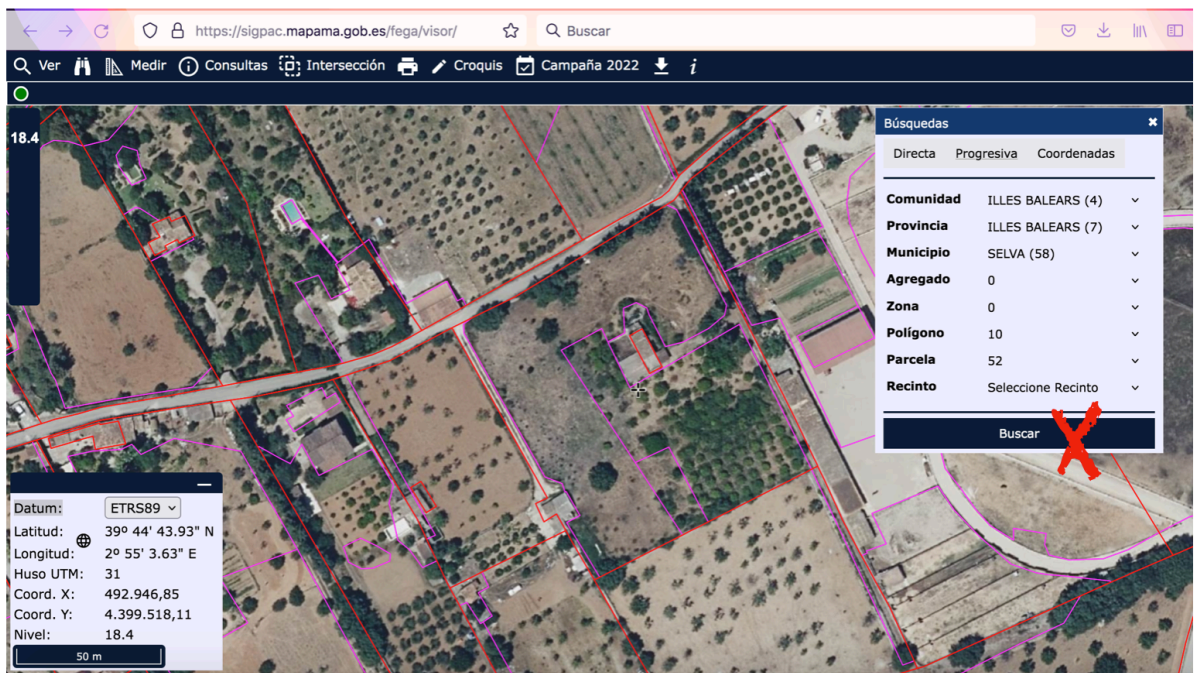 https://sigpac.mapama.gob.es/fega/visor/ Buscar
Ver Medir Consultas Intersección Croquis Campaña 2022 i
18.4
Búsquedas
Directa Progresiva Coordenadas
Comunidad ILLES BALEARS (4)
Provincia ILLES BALEARS (7)
Municipio SELVA (58)
Agregado 0
Zona 0
Polígono 10
Parcela 52
Recinto Seleccione Recinto
Buscar
Datum: ETRS89
Latitud: 39º 44' 43.93" N
Longitud: 2º 55' 3.63" E
Huso UTM: 31
Coord. X: 492.946,85
Coord. Y: 4.399.518,11
Nivel: 18.4
50 m